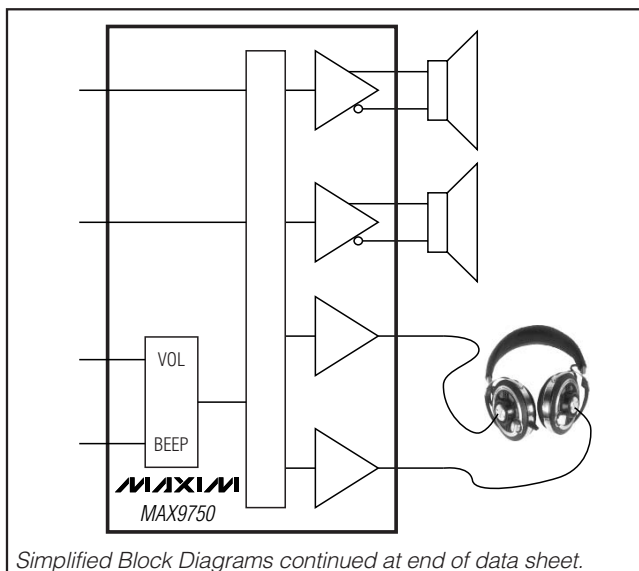 VOL
BEEP
MAXIM
MAX9750
Simplified Block Diagrams continued at end of data sheet.